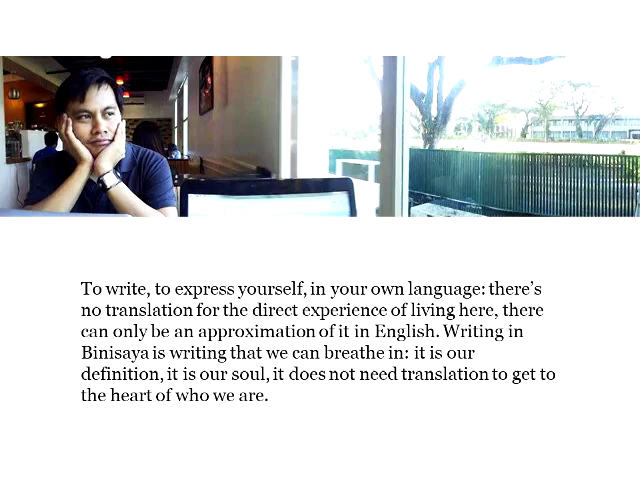 To write, to express yourself, in your own language: there's
no translation for the direct experience of living here, there
can only be an approximation of it in English. Writing in
Binisaya is writing that we can breathe in: it is our
definition, it is our soul, it does not need translation to get to
the heart of who we are.